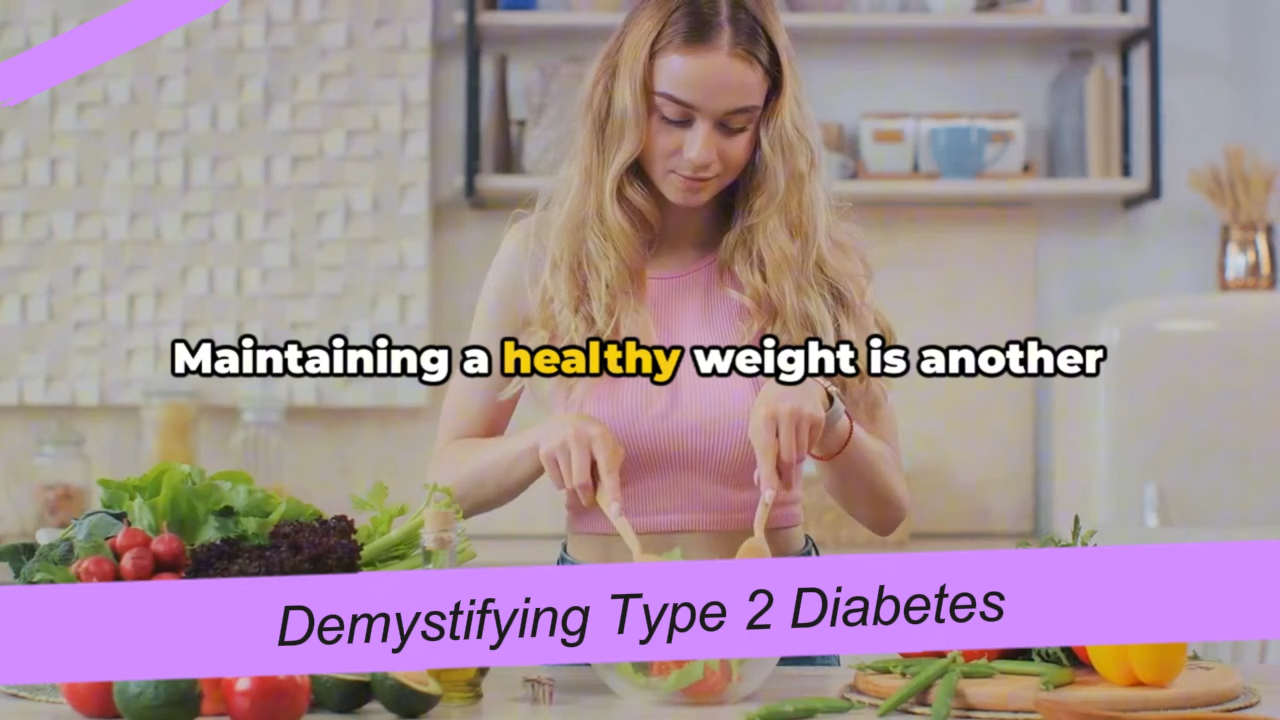 Maintaining a healthy weight is another
Demystifying Type 2 Diabetes